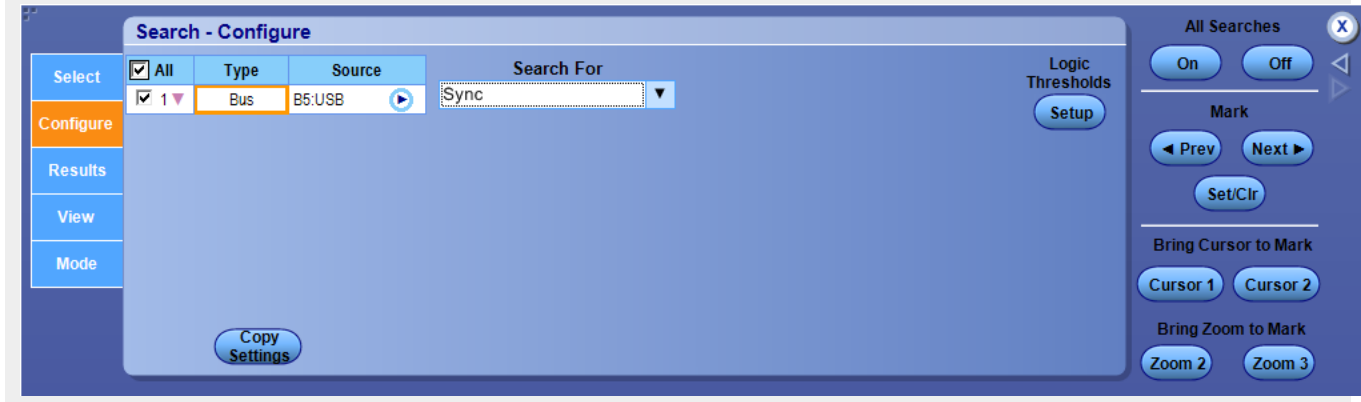 Search - Configure
All Searches
X
On
Off
Select
All
Type
Source
Search For
Logic
Thresholds
1
Bus
B5:USB
Sync
Setup
Configure
Mark
Prev
Next
Results
Set/Clr
View
Bring Cursor to Mark
Mode
Cursor 1
Cursor 2
Copy
Settings
Bring Zoom to Mark
Zoom 2
Zoom 3